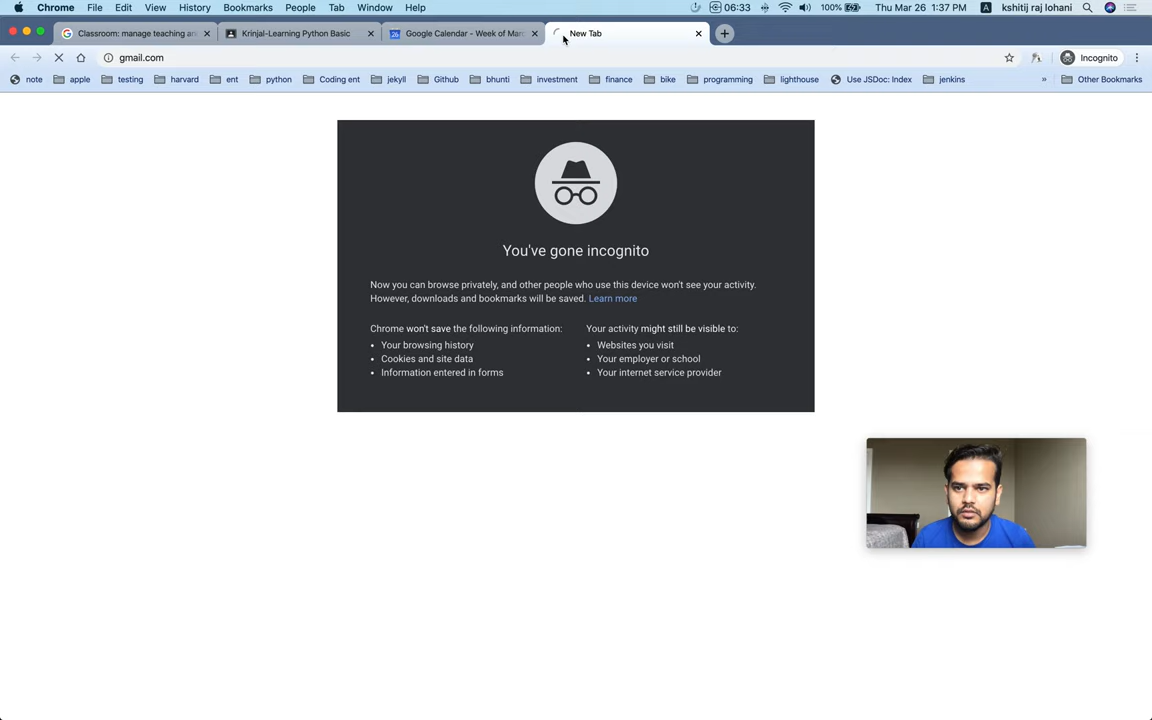 Chrome File Edit View History Bookmarks People Tab Window Help 06:33 100% Thu Mar 26 1:37 PM A kshitij raj lohani
Classroom: manage teaching an Krinjal-Learning Python Basic 26 Google Calendar - Week of Mar New Tab
gmail.com Incognito
note apple testing harvard ent python Coding ent jekyll Github bhunti investment finance bike programming lighthouse Use JSDoc: Index jenkins » Other Bookmarks
You've gone incognito
Now you can browse privately, and other people who use this device won't see your activity.
However, downloads and bookmarks will be saved. Learn more
Chrome won't save the following information:
• Your browsing history
• Cookies and site data
• Information entered in forms
Your activity might still be visible to:
• Websites you visit
• Your employer or school
• Your internet service provider